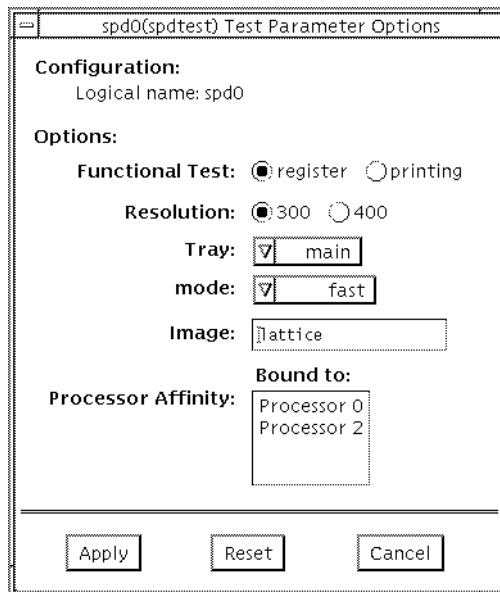 spd0(spdtest) Test Parameter Options
Configuration:
Logical name: spd0
Options:
Functional Test: register printing
Resolution: 300 400
Tray: main
mode: fast
Image: lattice
Bound to:
Processor Affinity:
Processor 0
Processor 2
Apply Reset Cancel